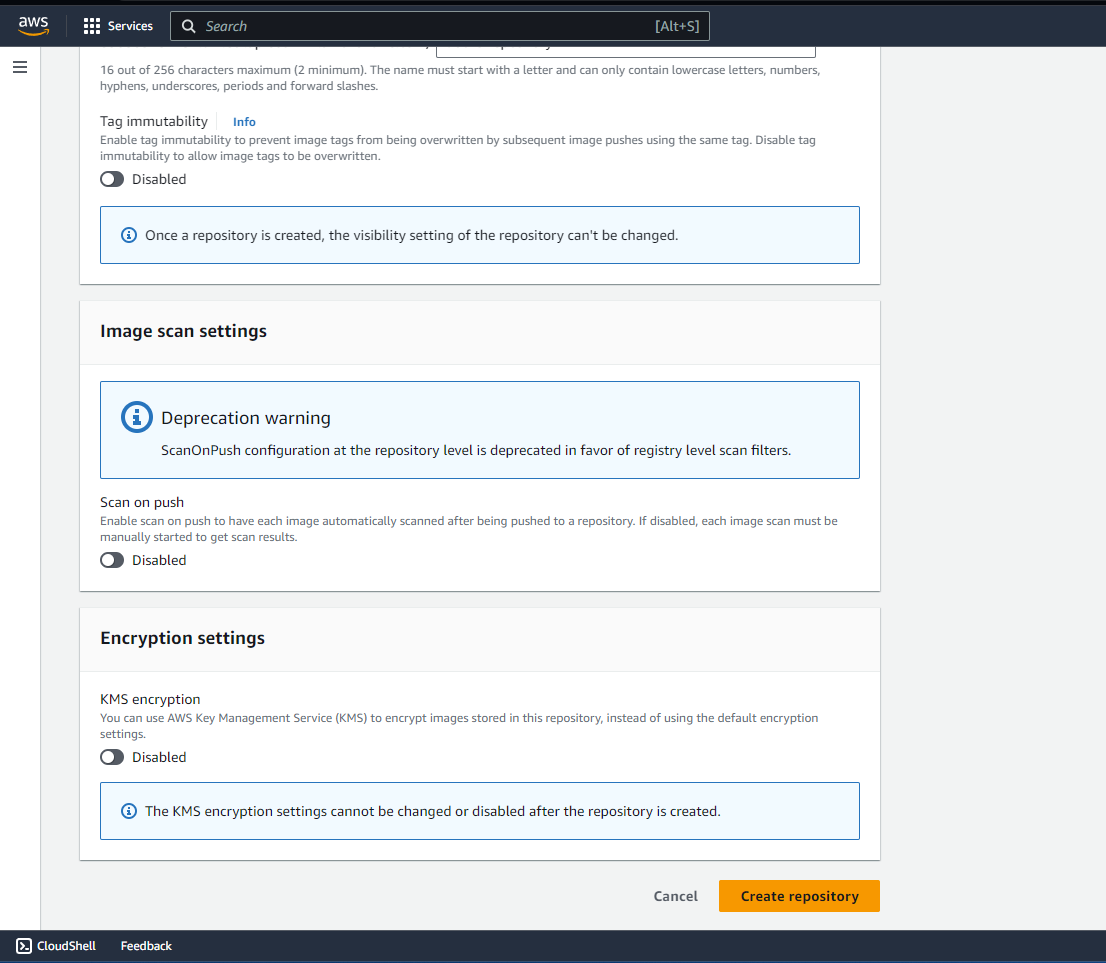 aws
Services
Search
[Alt+S]
16 out of 256 characters maximum (2 minimum). The name must start with a letter and can only contain lowercase letters, numbers,
hyphens, underscores, periods and forward slashes.
Tag immutability
Info
Enable tag immutability to prevent image tags from being overwritten by subsequent image pushes using the same tag. Disable tag
immutability to allow image tags to be overwritten.
Disabled
Once a repository is created, the visibility setting of the repository can't be changed.
Image scan settings
Deprecation warning
ScanOnPush configuration at the repository level is deprecated in favor of registry level scan filters.
Scan on push
Enable scan on push to have each image automatically scanned after being pushed to a repository. If disabled, each image scan must be
manually started to get scan results.
Disabled
Encryption settings
KMS encryption
You can use AWS Key Management Service (KMS) to encrypt images stored in this repository, instead of using the default encryption
settings.
Disabled
The KMS encryption settings cannot be changed or disabled after the repository is created.
Cancel
Create repository
CloudShell
Feedback